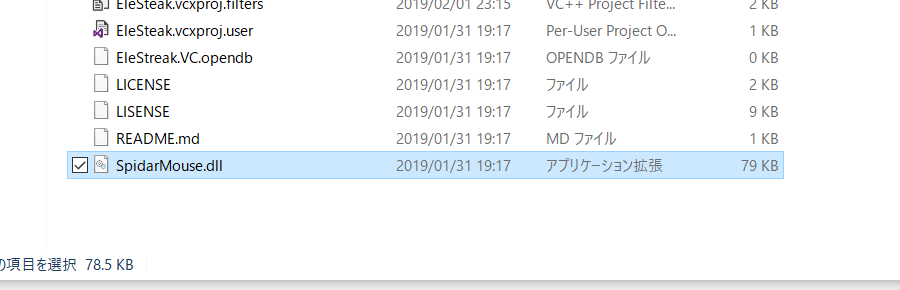 EleSteak.vcxproj.filters 2019/02/01 23:15 VC++ Project Filte... 2 KB
EleSteak.vcxproj.user 2019/01/31 19:17 Per-User Project O... 1 KB
EleStreak.VC.opendb 2019/01/31 19:17 OPENDB ファイル 0 KB
LICENSE 2019/01/31 19:17 ファイル 2 KB
LISENSE 2019/01/31 19:17 ファイル 9 KB
README.md 2019/01/31 19:17 MD ファイル 1 KB
SpidarMouse.dll 2019/01/31 19:17 アプリケーション拡張 79 KB
の項目を選択 78.5 KB